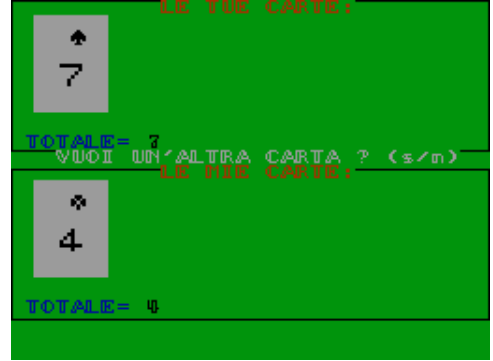 LE TUE CARTE:
7
TOTALE= 7
VUOI UN'ALTRA CARTA ? (s/n)
LE MIE CARTE:
4
TOTALE= 4